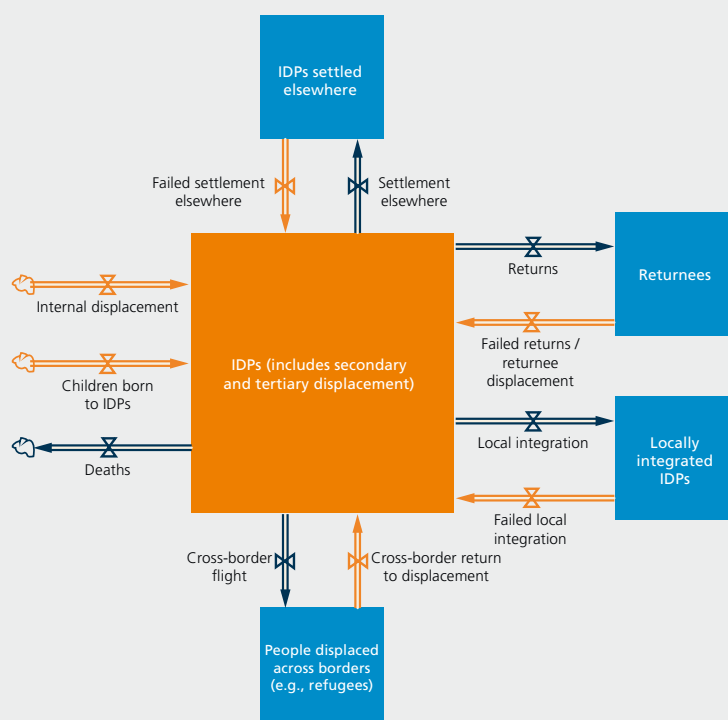 IDPs settled
elsewhere
Failed settlement
elsewhere
Settlement
elsewhere
Internal displacement
Children born
to IDPs
Deaths
IDPs (includes secondary
and tertiary displacement)
Returns
Returnees
Failed returns /
returnee
displacement
Local integration
Locally
integrated
IDPs
Failed local
integration
Cross-border
flight
Cross-border return
to displacement
People displaced
across borders
(e.g., refugees)